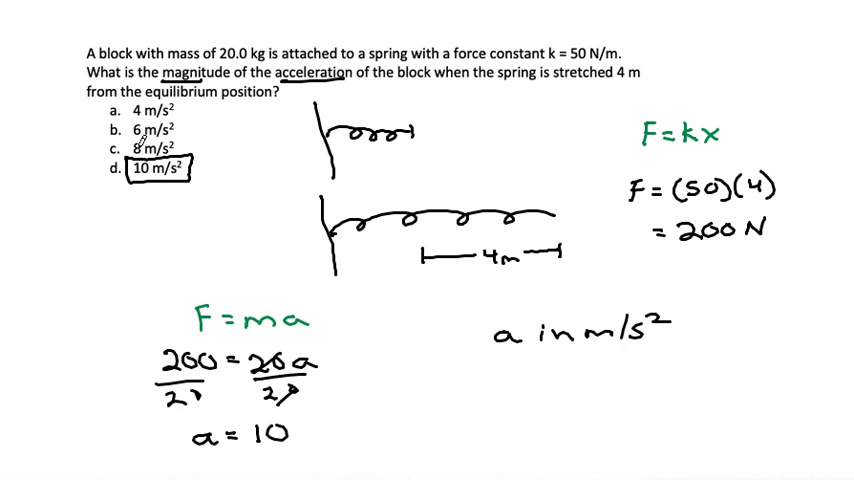 A block with mass of 20.0 kg is attached to a spring with a force constant k = 50 N/m.
What is the magnitude of the acceleration of the block when the spring is stretched 4 m
from the equilibrium position?
a. 4 m/s²
b. 6 m/s²
c. 8 m/s²
d. 10 m/s²
F = kx
F = (50)(4)
= 200 N
4m
F = ma
200 = 20a
20 20
a = 10
a in m/s²